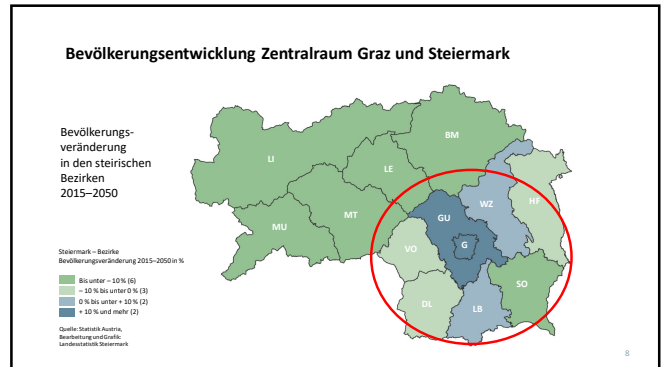 Bevölkerungsentwicklung Zentralraum Graz und Steiermark
Bevölkerungs-
veränderung
in den steirischen
Bezirken
2015–2050
LI
BM
LE
MU
MT
WZ
HF
GU
G
VO
SO
DL
LB
Steiermark – Bezirke
Bevölkerungsveränderung 2015–2050 in %
Bis unter – 10 % (6)
– 10 % bis unter 0 % (3)
0 % bis unter + 10 % (2)
+ 10 % und mehr (2)
Quelle: Statistik Austria,
Bearbeitung und Grafik:
Landesstatistik Steiermark
8